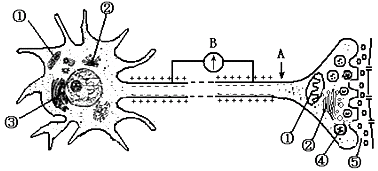 ① ② B A
③ ① ② ④ ⑤
+ + + + + + + + + + + +